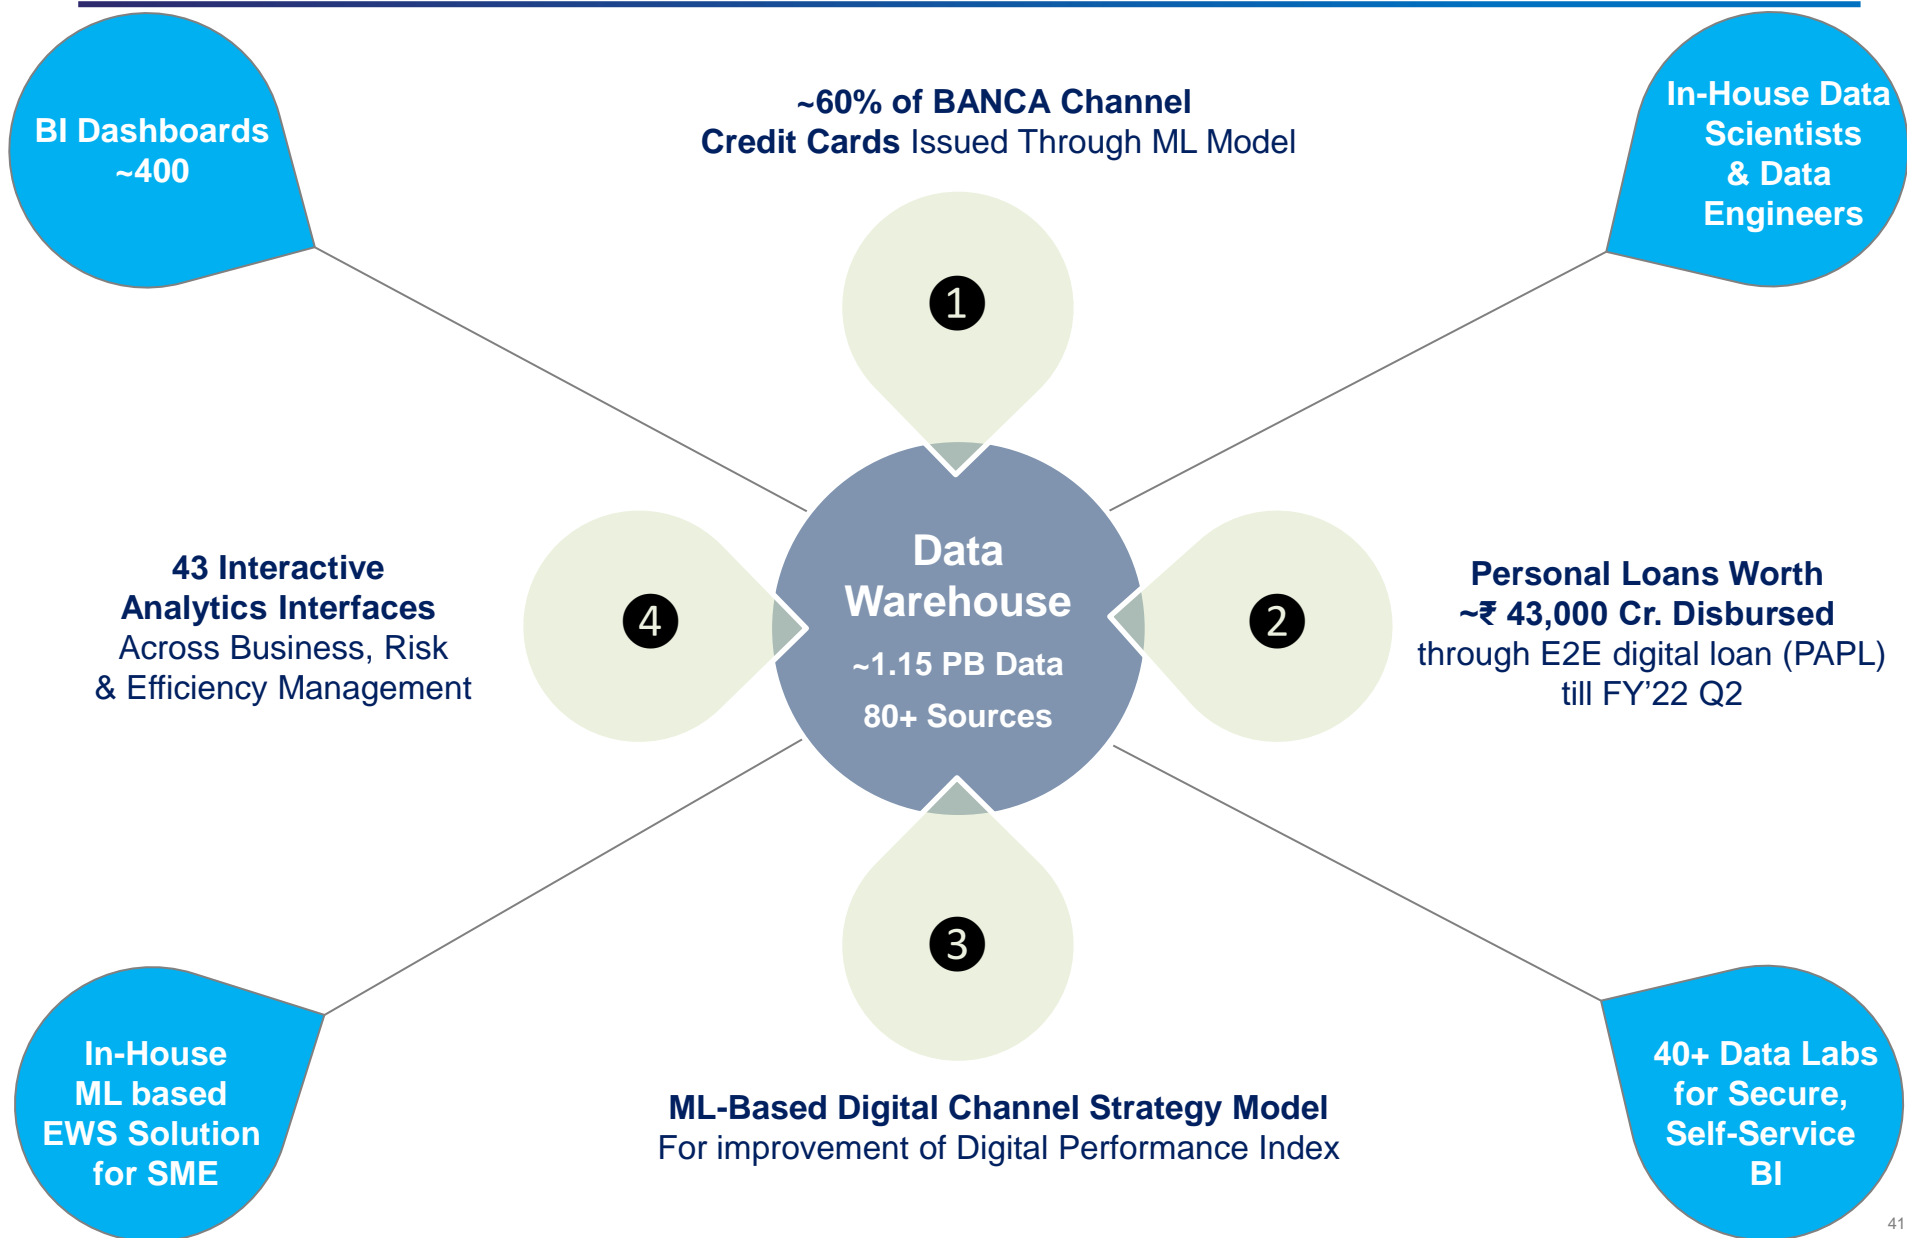 BI Dashboards
~400
~60% of BANCA Channel
Credit Cards Issued Through ML Model
In-House Data
Scientists
& Data
Engineers
1
43 Interactive
Analytics Interfaces
Across Business, Risk
& Efficiency Management
4
Data
Warehouse
~1.15 PB Data
80+ Sources
2
Personal Loans Worth
~₹ 43,000 Cr. Disbursed
through E2E digital loan (PAPL)
till FY’22 Q2
3
In-House
ML based
EWS Solution
for SME
ML-Based Digital Channel Strategy Model
For improvement of Digital Performance Index
40+ Data Labs
for Secure,
Self-Service
BI
41